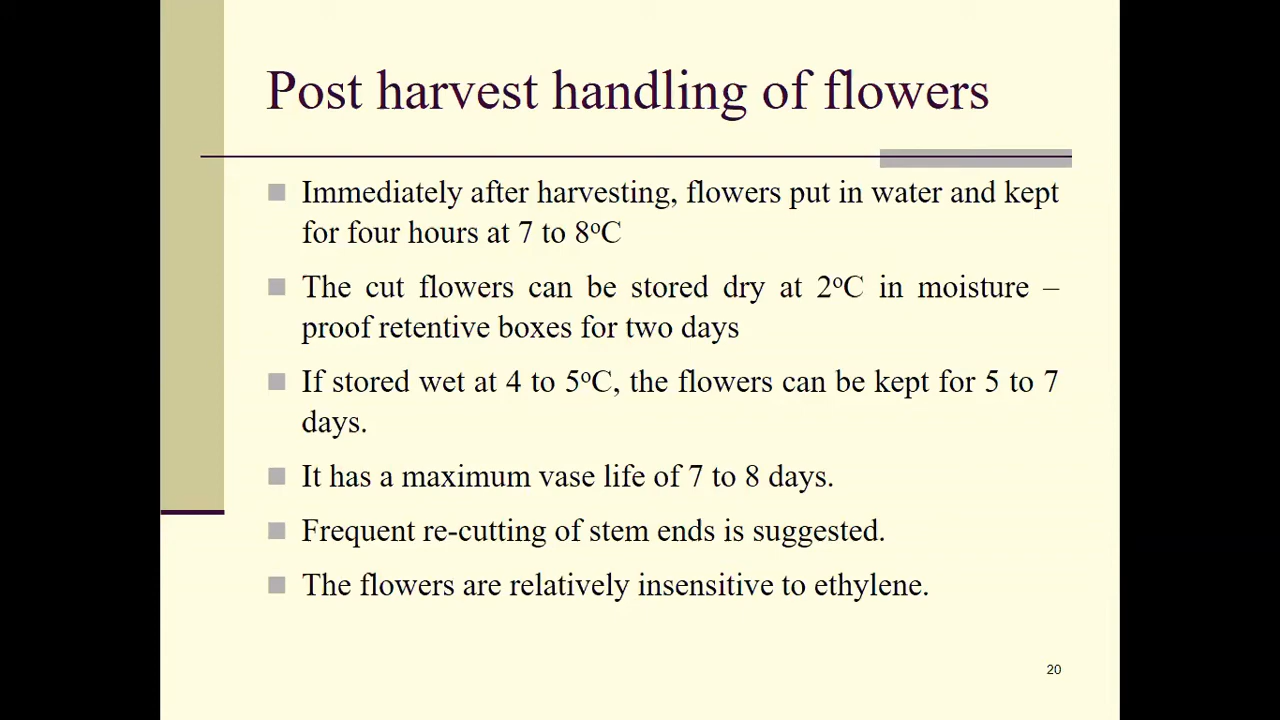 Post harvest handling of flowers
Immediately after harvesting, flowers put in water and kept
for four hours at 7 to 8ºC
The cut flowers can be stored dry at 2ºC in moisture –
proof retentive boxes for two days
If stored wet at 4 to 5ºC, the flowers can be kept for 5 to 7
days.
It has a maximum vase life of 7 to 8 days.
Frequent re-cutting of stem ends is suggested.
The flowers are relatively insensitive to ethylene.
20